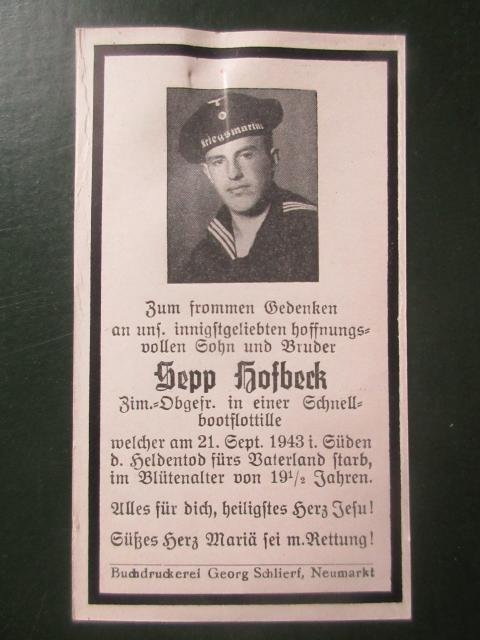 Kriegsmarine
Zum frommen Gedenken
an uns. innigstgeliebten hoffnungs-
vollen Sohn und Bruder
Sepp Hofbeck
Zim.-Obgefr. in einer Schnell-
bootflottille
welcher am 21. Sept. 1943 i. Süden
d. Heldentod fürs Vaterland starb,
im Blütenalter von 19 1/2 Jahren.
Alles für dich, heiligstes Herz Jesu!
Süßes Herz Mariä sei m. Rettung!
Buchdruckerei Georg Schlierf, Neumarkt